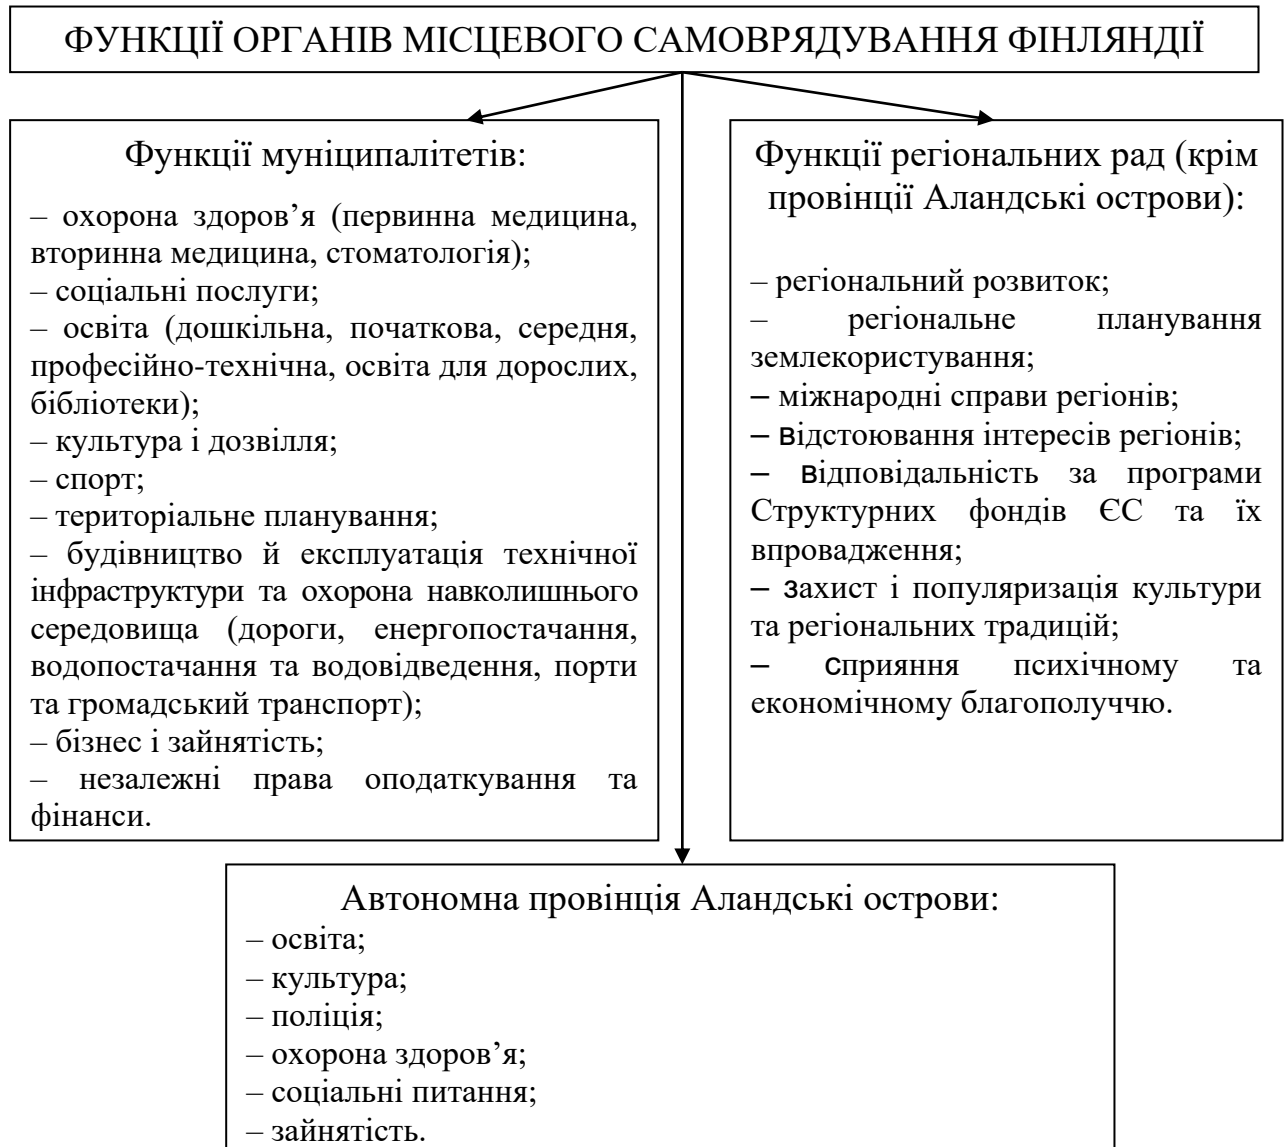 ФУНКЦІЇ ОРГАНІВ МІСЦЕВОГО САМОВРЯДУВАННЯ ФІНЛЯНДІЇ
Функції муніципалітетів:
– охорона здоров’я (первинна медицина,
вторинна медицина, стоматологія);
– соціальні послуги;
– освіта (дошкільна, початкова, середня,
професійно-технічна, освіта для дорослих,
бібліотеки);
– культура і дозвілля;
– спорт;
– територіальне планування;
– будівництво й експлуатація технічної
інфраструктури та охорона навколишнього
середовища (дороги, енергопостачання,
водопостачання та водовідведення, порти
та громадський транспорт);
– бізнес і зайнятість;
– незалежні права оподаткування та
фінанси.
Функції регіональних рад (крім
провінції Аландські острови):
– регіональний розвиток;
– регіональне планування
землекористування;
– міжнародні справи регіонів;
– відстоювання інтересів регіонів;
– відповідальність за програми
Структурних фондів ЄС та їх
впровадження;
– захист і популяризація культури
та регіональних традицій;
– сприяння психічному та
економічному благополуччю.
Автономна провінція Аландські острови:
– освіта;
– культура;
– поліція;
– охорона здоров’я;
– соціальні питання;
– зайнятість.